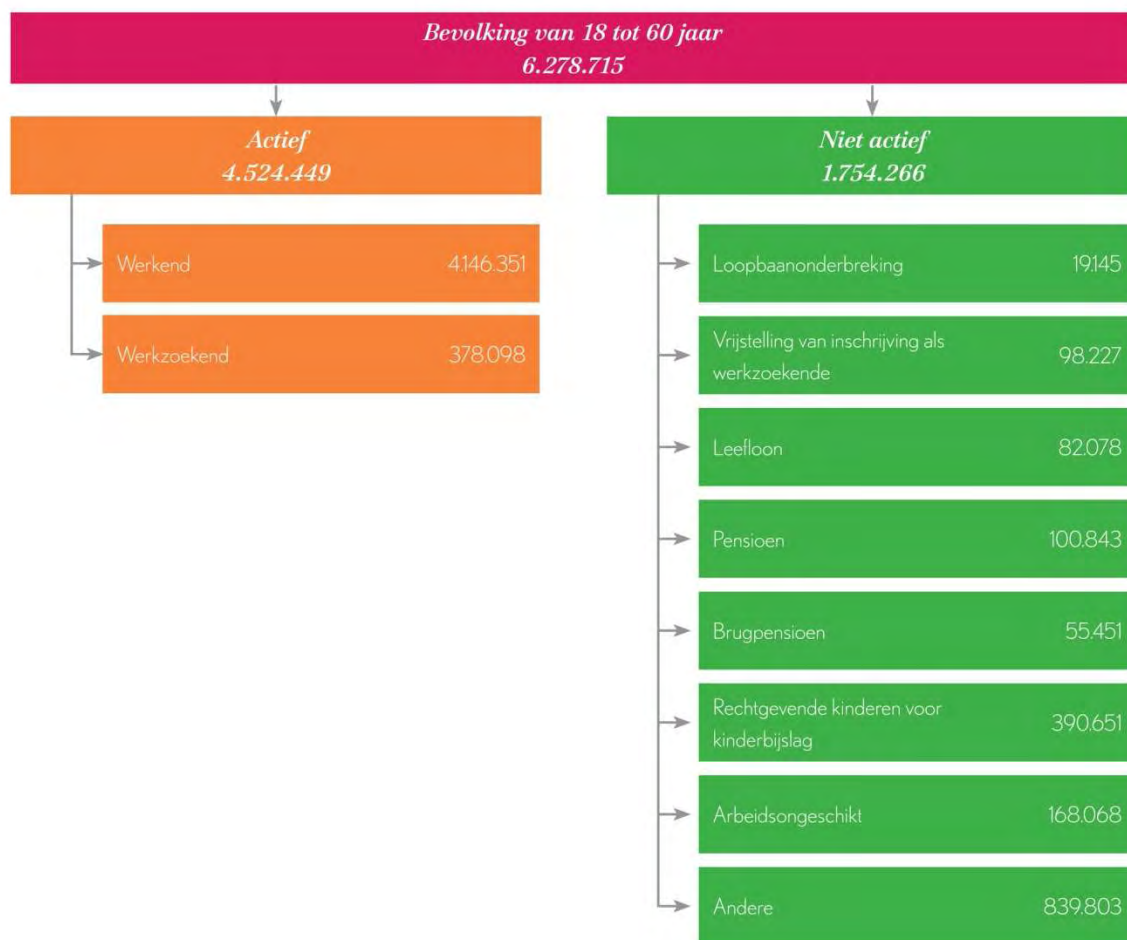 Bevolking van 18 tot 60 jaar
6.278.715
Actief
4.524.449
Werkend 4.146.351
Werkzoekend 378.098
Niet actief
1.754.266
Loopbaanonderbreking 19.145
Vrijstelling van inschrijving als
werkzoekende 98.227
Leefloon 82.078
Pensioen 100.843
Brugpensioen 55.451
Rechtgevende kinderen voor
kinderbijslag 390.651
Arbeidsongeschikt 168.068
Andere 839.803